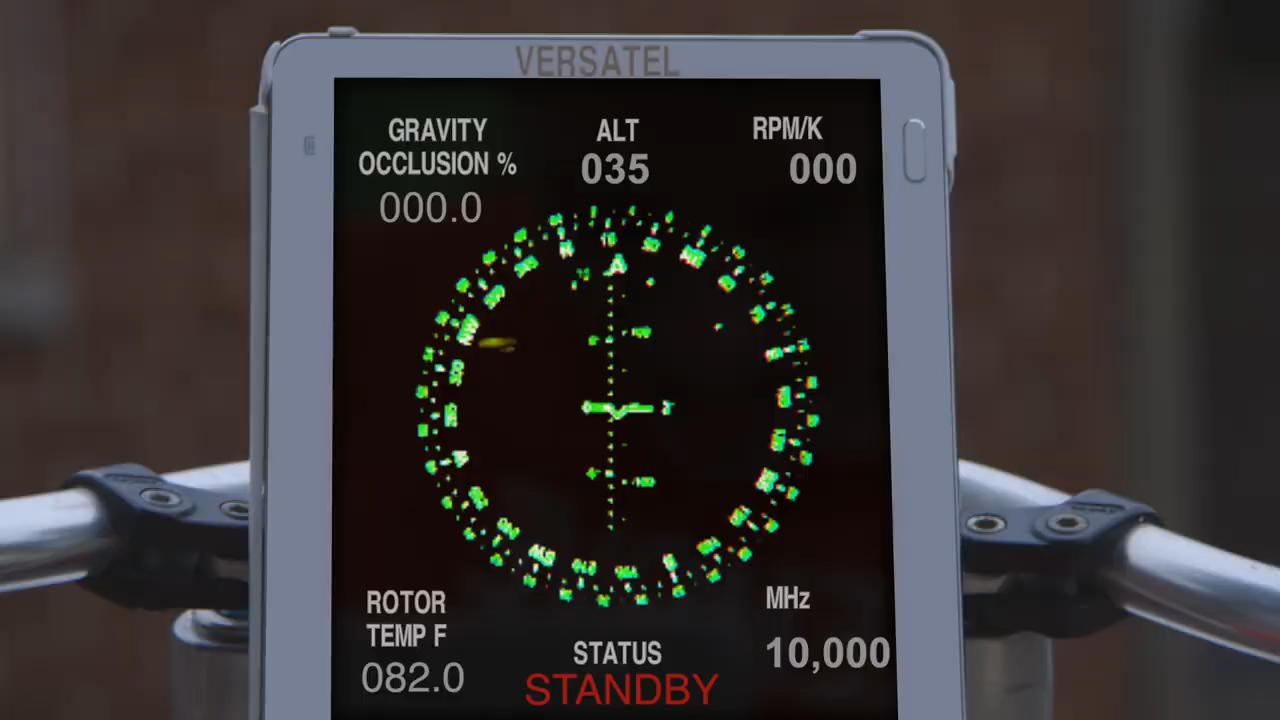 VERSATEL
GRAVITY
OCCLUSION %
000.0
ALT
035
RPM/K
000
ROTOR
TEMP F
082.0
STATUS
STANDBY
MHz
10,000